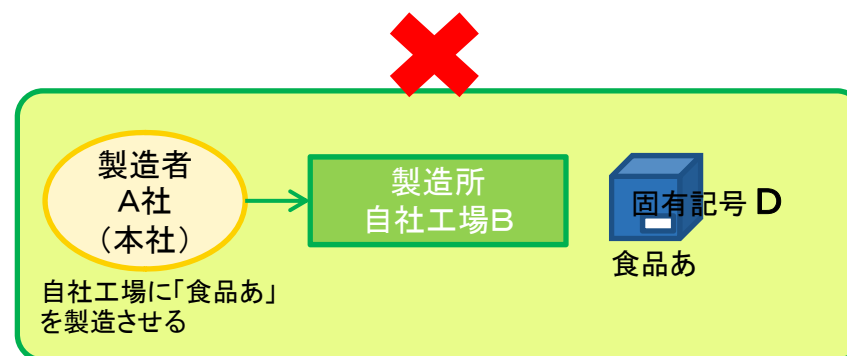 製造者
A社
（本社）
製造所
自社工場B
固有記号 D
食品あ
自社工場に「食品あ」
を製造させる